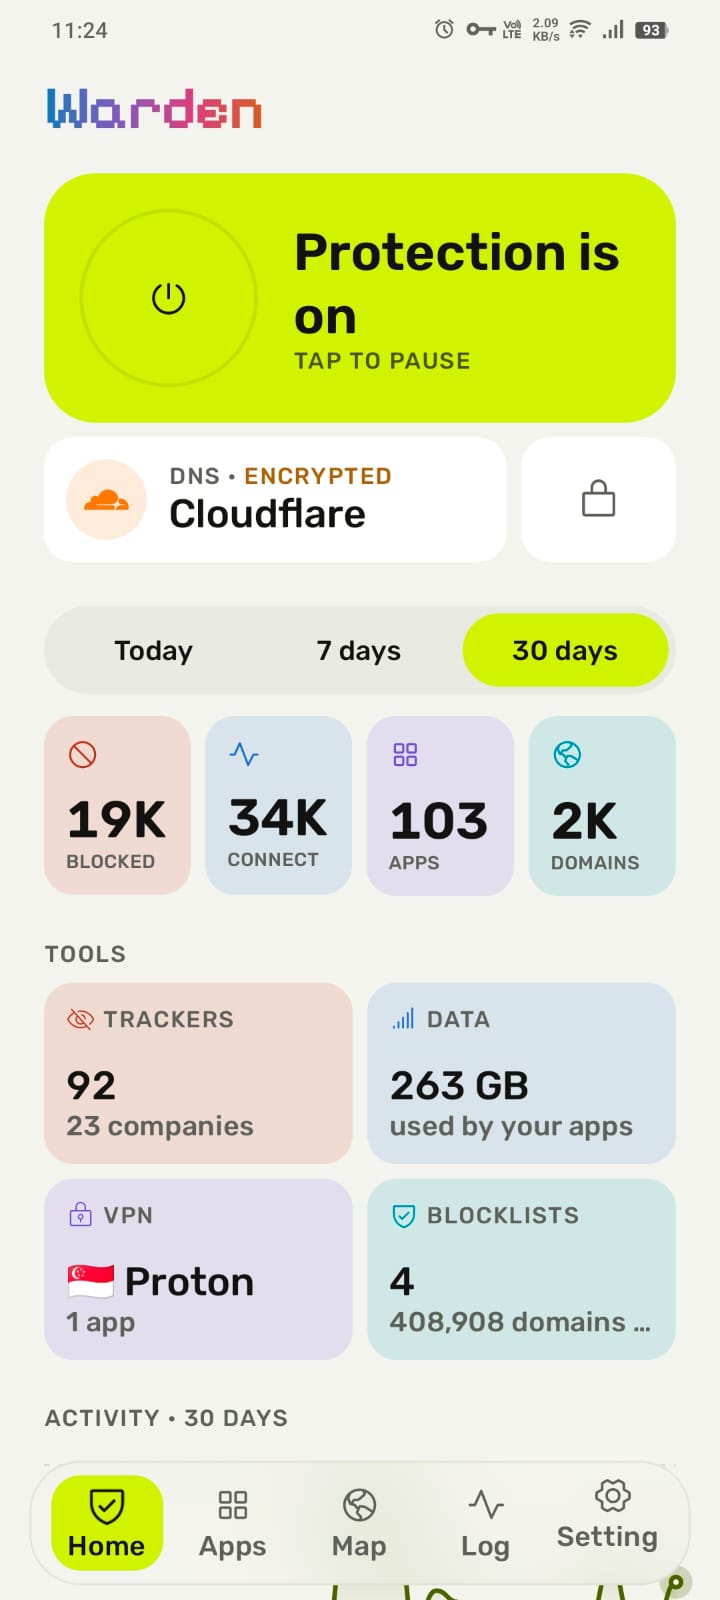 11:24
Vol) LTE
2.09 KB/s
93
Warden
Protection is
on
TAP TO PAUSE
DNS • ENCRYPTED
Cloudflare
Today 7 days 30 days
19K 34K 103 2K
BLOCKED CONNECT APPS DOMAINS
TOOLS
TRACKERS
92
23 companies
DATA
263 GB
used by your apps
VPN
Proton
1 app
BLOCKLISTS
4
408,908 domains ...
ACTIVITY • 30 DAYS
Home Apps Map Log Setting